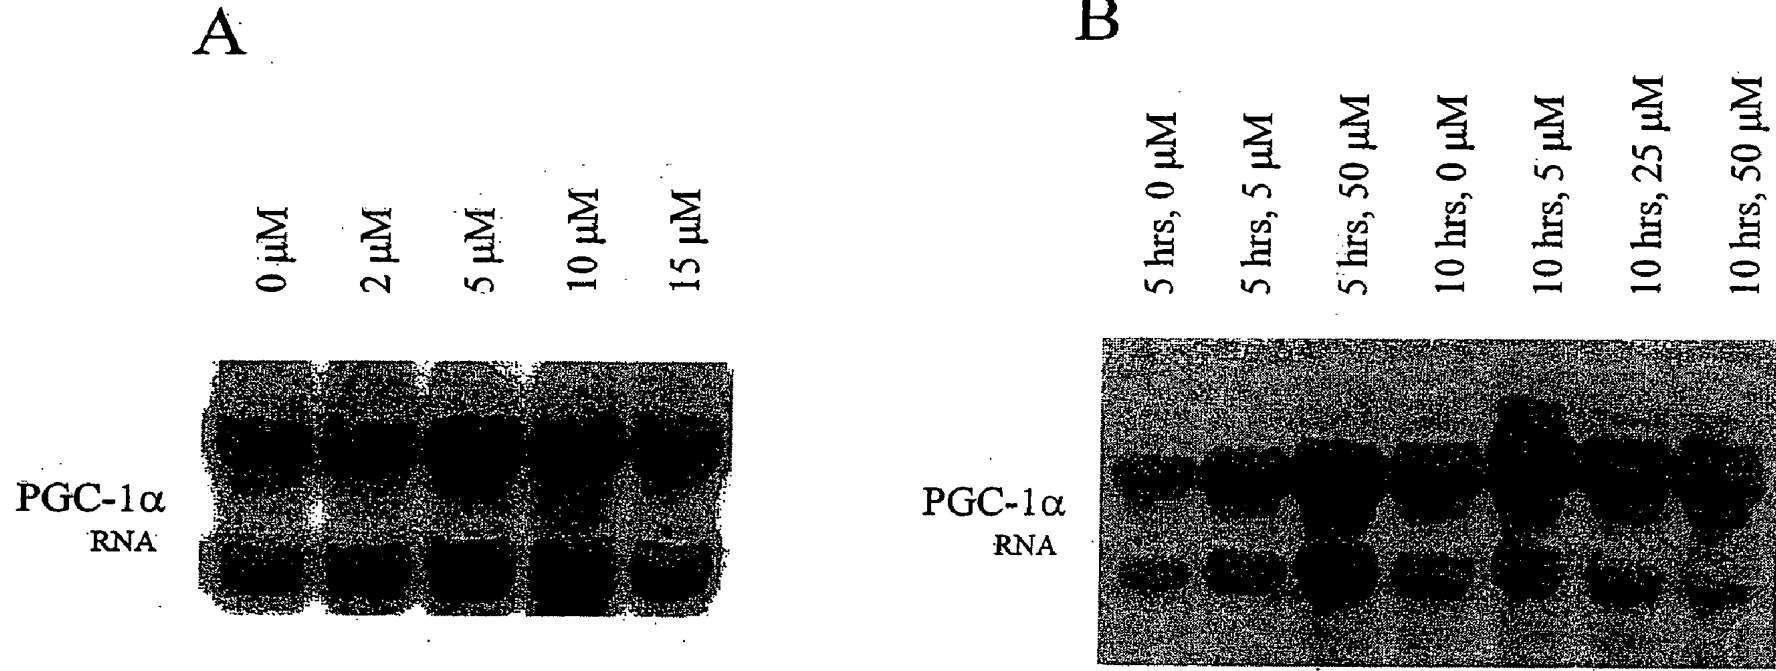 A
0 µM
2 µM
5 µM
10 µM
15 µM
PGC-1α
RNA
B
5 hrs, 0 µM
5 hrs, 5 µM
5 hrs, 50 µM
10 hrs, 0 µM
10 hrs, 5 µM
10 hrs, 25 µM
10 hrs, 50 µM
PGC-1α
RNA